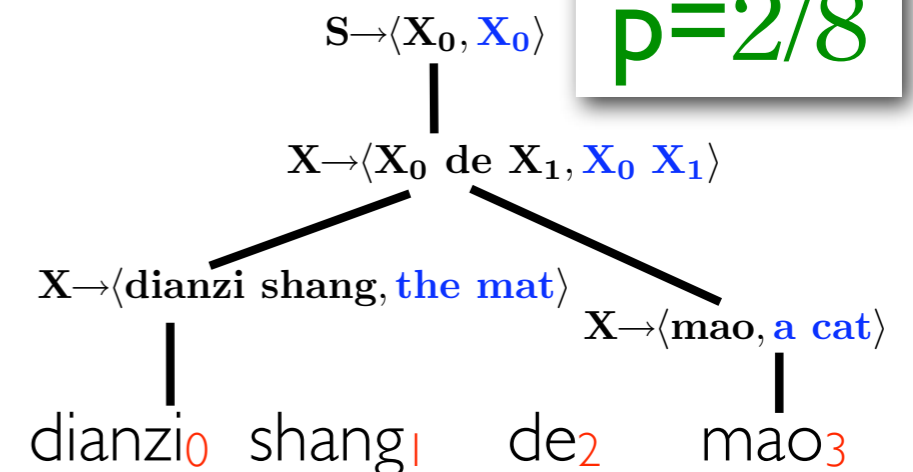 S→⟨X₀, X₀⟩
p=2/8
X→⟨X₀ de X₁, X₀ X₁⟩
X→⟨dianzi shang, the mat⟩
X→⟨mao, a cat⟩
dianzi₀ shang₁ de₂ mao₃